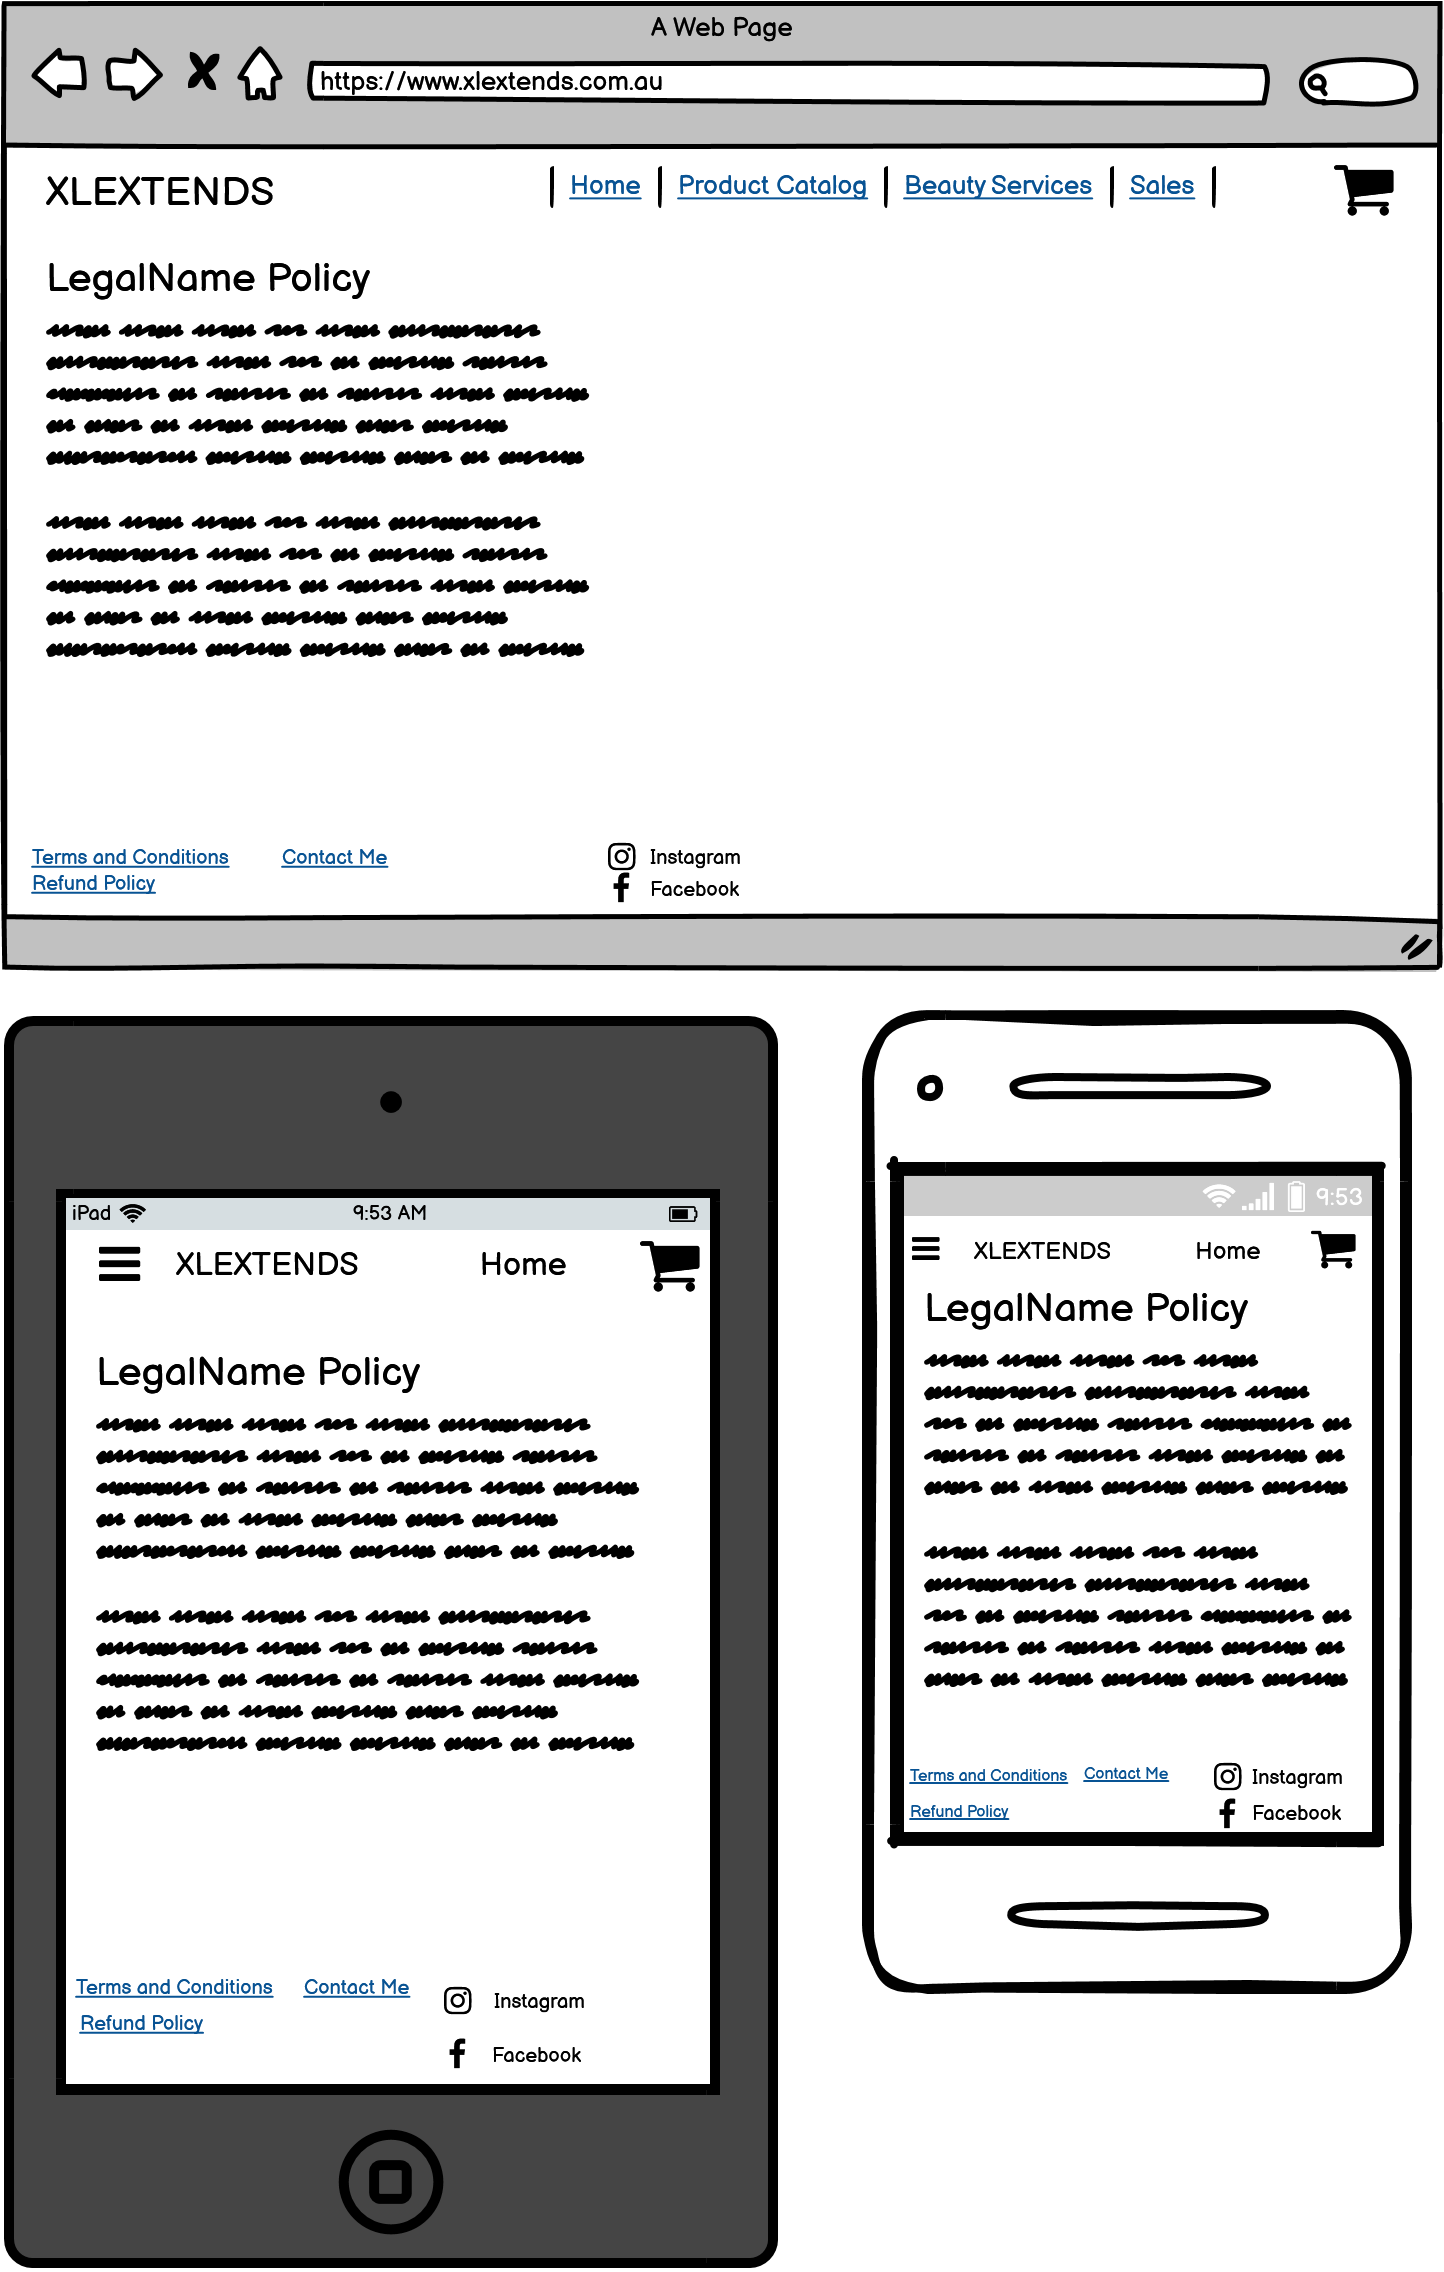 A Web Page
https://www.xlextends.com.au
XLEXTENDS
Home
Product Catalog
Beauty Services
Sales
LegalName Policy
Terms and Conditions
Contact Me
Instagram
Refund Policy
Facebook
iPad
9:53 AM
XLEXTENDS
Home
LegalName Policy
Terms and Conditions
Contact Me
Instagram
Refund Policy
Facebook
9:53
XLEXTENDS
Home
LegalName Policy
Terms and Conditions
Contact Me
Instagram
Refund Policy
Facebook